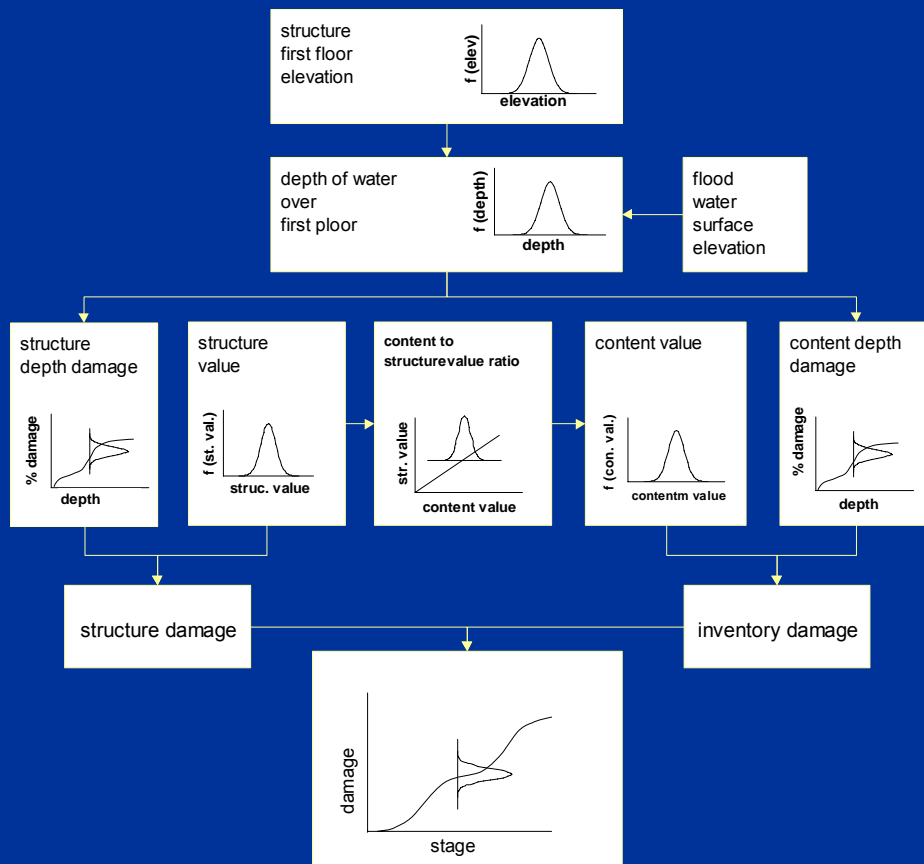 structure
first floor
elevation
f (elev)
elevation
depth of water
over
first ploor
f (depth)
depth
flood
water
surface
elevation
structure
depth damage
% damage
depth
structure
value
f (st. val.)
struc. value
content to
structurevalue ratio
str. value
content value
content value
f (con. val.)
contentm value
content depth
damage
% damage
depth
structure damage
inventory damage
damage
stage